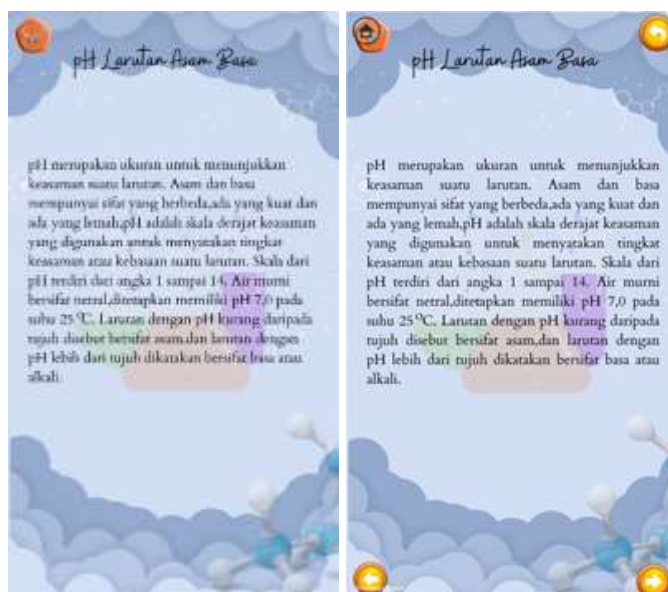 pH Larutan Asam Basa
pH merupakan ukuran untuk menunjukkan
keasaman suatu larutan. Asam dan basa
mempunyai sifat yang berbeda,ada yang kuat dan
ada yang lemah,pH adalah skala derajat keasaman
yang digunakan untuk menyatakan tingkat
keasaman atau kebasaan suatu larutan. Skala dari
pH terdiri dari angka 1 sampai 14. Air murni
bersifat netral,ditetapkan memiliki pH 7,0 pada
suhu 25 °C. Larutan dengan pH kurang daripada
tujuh disebut bersifat asam,dan larutan dengan
pH lebih dari tujuh dikatakan bersifat basa atau
alkali.
pH Larutan Asam Basa
pH merupakan ukuran untuk menunjukkan
keasaman suatu larutan. Asam dan basa
mempunyai sifat yang berbeda,ada yang kuat dan
ada yang lemah,pH adalah skala derajat keasaman
yang digunakan untuk menyatakan tingkat
keasaman atau kebasaan suatu larutan. Skala dari
pH terdiri dari angka 1 sampai 14. Air murni
bersifat netral,ditetapkan memiliki pH 7,0 pada
suhu 25 °C. Larutan dengan pH kurang daripada
tujuh disebut bersifat asam,dan larutan dengan
pH lebih dari tujuh dikatakan bersifat basa atau
alkali.